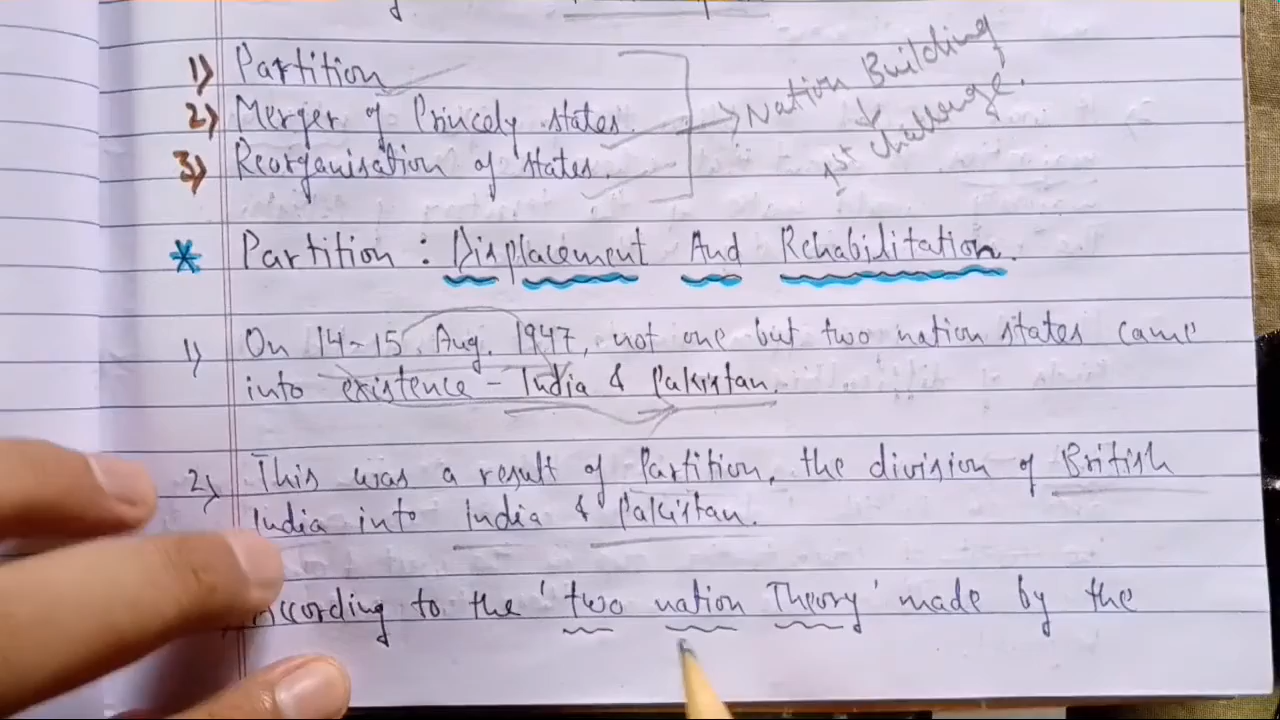 1) Partition
2) Merger of Princely states.
3) Reorganisation of states.
→ Nation Building
↓
1st challenge.
* Partition : Displacement And Rehabilitation.
1) On 14-15 Aug. 1947, not one but two nation states came
into existence - India & Pakistan.
2) This was a result of Partition, the division of British
India into India & Pakistan.
According to the 'two nation Theory' made by the